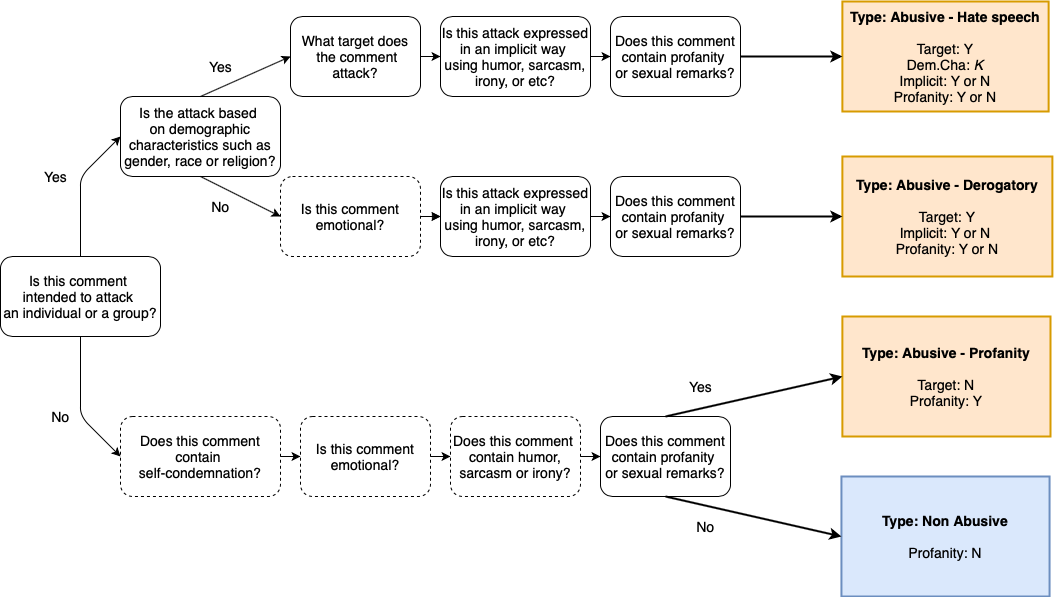 What target does
the comment
attack?
Is this attack expressed
in an implicit way
using humor, sarcasm,
irony, or etc?
Does this comment
contain profanity
or sexual remarks?
Type: Abusive - Hate speech
Target: Y
Dem.Cha: K
Implicit: Y or N
Profanity: Y or N
Yes
Is the attack based
on demographic
characteristics such as
gender, race or religion?
Yes
No
Is this comment
emotional?
Is this attack expressed
in an implicit way
using humor, sarcasm,
irony, or etc?
Does this comment
contain profanity
or sexual remarks?
Type: Abusive - Derogatory
Target: Y
Implicit: Y or N
Profanity: Y or N
Is this comment
intended to attack
an individual or a group?
No
Does this comment
contain
self-condemnation?
Is this comment
emotional?
Does this comment
contain humor,
sarcasm or irony?
Does this comment
contain profanity
or sexual remarks?
Yes
Type: Abusive - Profanity
Target: N
Profanity: Y
No
Type: Non Abusive
Profanity: N